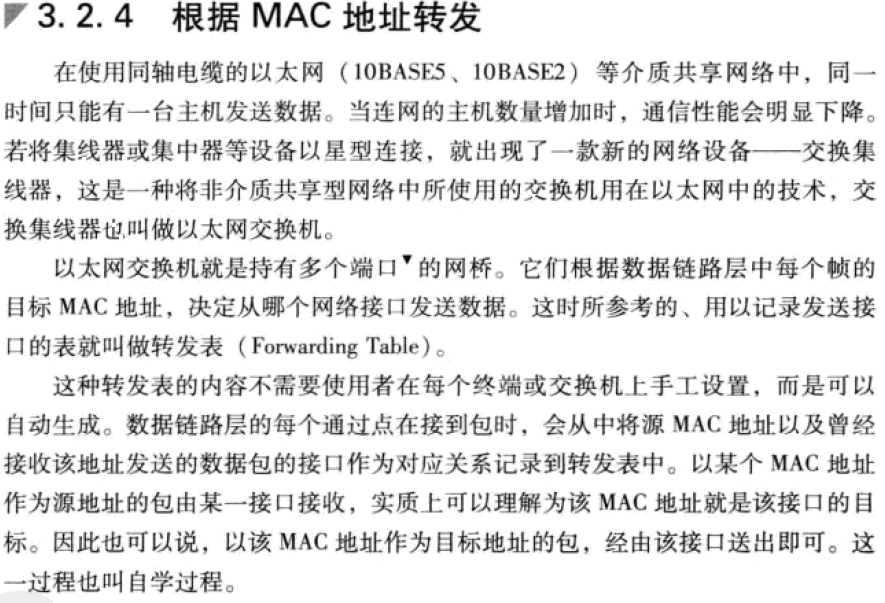 3.2.4 根据 MAC 地址转发
在使用同轴电缆的以太网（10BASE5、10BASE2）等介质共享网络中，同一
时间只能有一台主机发送数据。当连网的主机数量增加时，通信性能会明显下降。
若将集线器或集中器等设备以星型连接，就出现了一款新的网络设备——交换集
线器，这是一种将非介质共享型网络中所使用的交换机用在以太网中的技术，交
换集线器也叫做以太网交换机。
以太网交换机就是持有多个端口▼的网桥。它们根据数据链路层中每个帧的
目标 MAC 地址，决定从哪个网络接口发送数据。这时所参考的、用以记录发送接
口的表就叫做转发表（Forwarding Table）。
这种转发表的内容不需要使用者在每个终端或交换机上手工设置，而是可以
自动生成。数据链路层的每个通过点在接到包时，会从中将源 MAC 地址以及曾经
接收该地址发送的数据包的接口作为对应关系记录到转发表中。以某个 MAC 地址
作为源地址的包由某一接口接收，实质上可以理解为该 MAC 地址就是该接口的目
标。因此也可以说，以该 MAC 地址作为目标地址的包，经由该接口送出即可。这
一过程也叫自学过程。